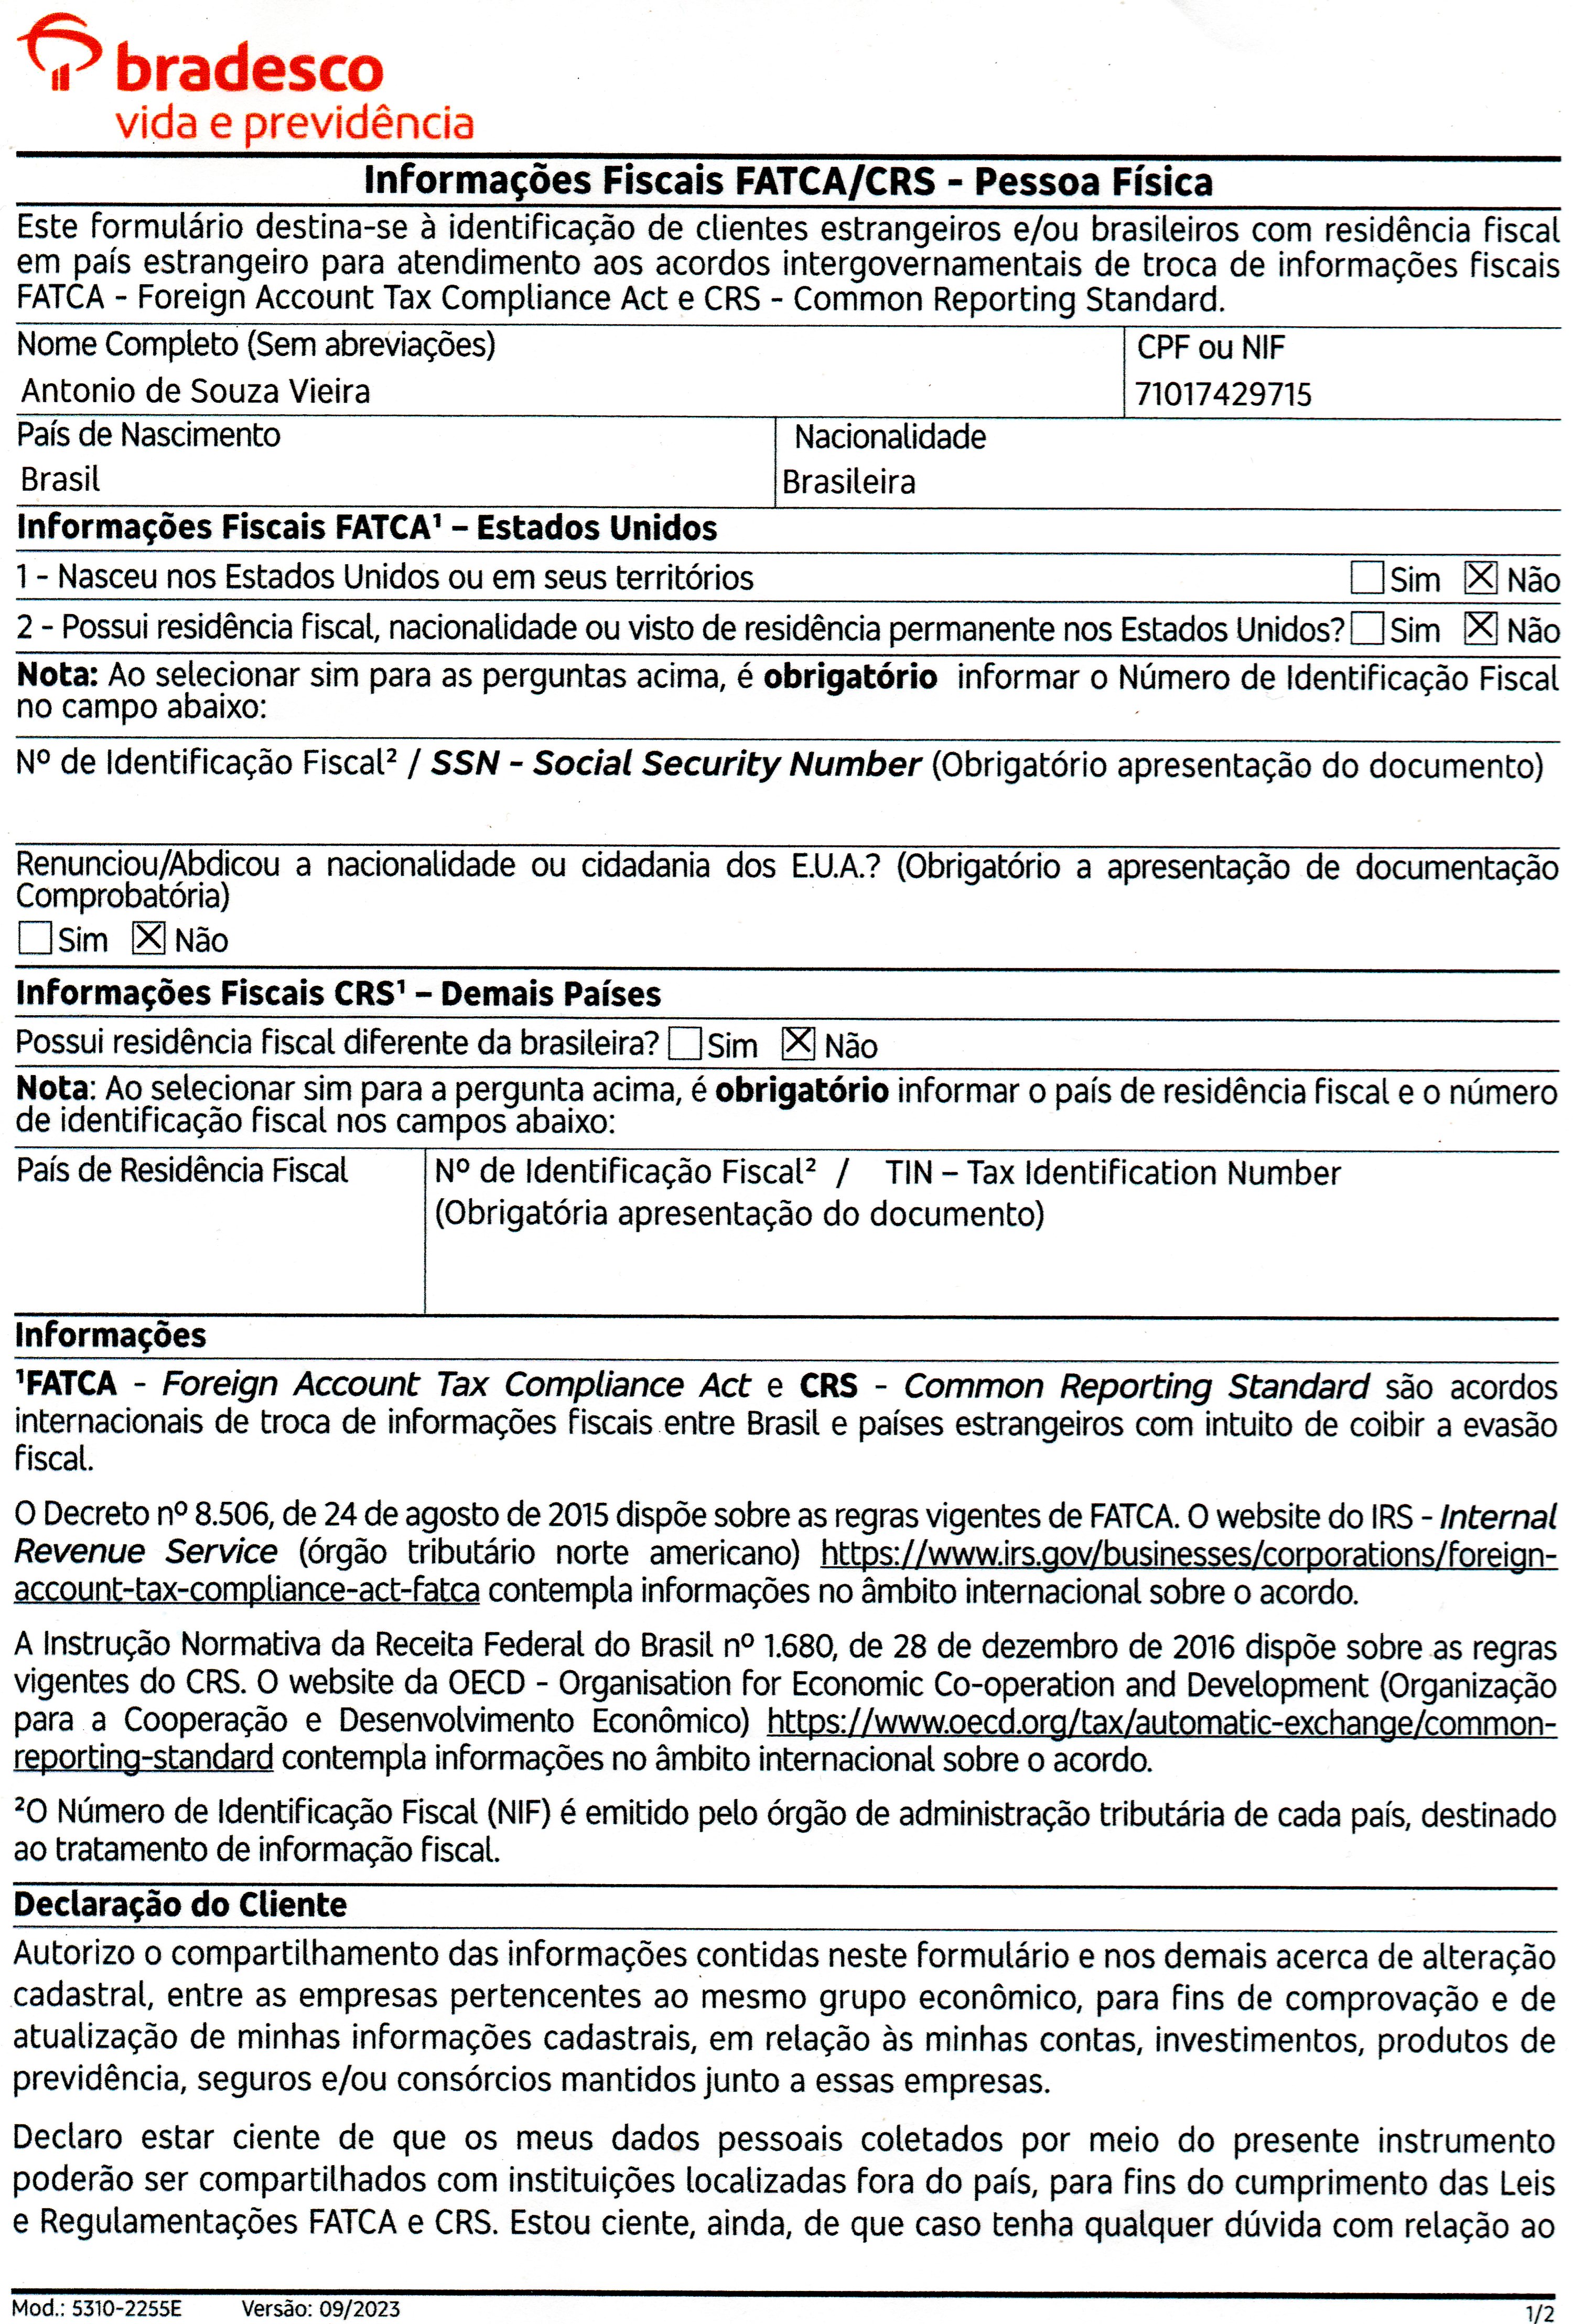 bradesco
vida e previdência
Informações Fiscais FATCA/CRS - Pessoa Física
Este formulário destina-se à identificação de clientes estrangeiros e/ou brasileiros com residência fiscal
em país estrangeiro para atendimento aos acordos intergovernamentais de troca de informações fiscais
FATCA - Foreign Account Tax Compliance Act e CRS - Common Reporting Standard.
Nome Completo (Sem abreviações)
CPF ou NIF
Antonio de Souza Vieira
71017429715
País de Nascimento
Nacionalidade
Brasil
Brasileira
Informações Fiscais FATCA¹ – Estados Unidos
1 - Nasceu nos Estados Unidos ou em seus territórios ☐ Sim ☒ Não
2 - Possui residência fiscal, nacionalidade ou visto de residência permanente nos Estados Unidos? ☐ Sim ☒ Não
Nota: Ao selecionar sim para as perguntas acima, é obrigatório informar o Número de Identificação Fiscal
no campo abaixo:
Nº de Identificação Fiscal² / SSN - Social Security Number (Obrigatório apresentação do documento)
Renunciou/Abdicou a nacionalidade ou cidadania dos E.U.A.? (Obrigatório a apresentação de documentação
Comprobatória)
☐ Sim ☒ Não
Informações Fiscais CRS¹ – Demais Países
Possui residência fiscal diferente da brasileira? ☐ Sim ☒ Não
Nota: Ao selecionar sim para a pergunta acima, é obrigatório informar o país de residência fiscal e o número
de identificação fiscal nos campos abaixo:
País de Residência Fiscal
Nº de Identificação Fiscal² / TIN – Tax Identification Number
(Obrigatória apresentação do documento)
Informações
¹FATCA - Foreign Account Tax Compliance Act e CRS - Common Reporting Standard são acordos
internacionais de troca de informações fiscais entre Brasil e países estrangeiros com intuito de coibir a evasão
fiscal.
O Decreto nº 8.506, de 24 de agosto de 2015 dispõe sobre as regras vigentes de FATCA. O website do IRS - Internal
Revenue Service (órgão tributário norte americano) https://www.irs.gov/businesses/corporations/foreign-
account-tax-compliance-act-fatca contempla informações no âmbito internacional sobre o acordo.
A Instrução Normativa da Receita Federal do Brasil nº 1.680, de 28 de dezembro de 2016 dispõe sobre as regras
vigentes do CRS. O website da OECD - Organisation for Economic Co-operation and Development (Organização
para a Cooperação e Desenvolvimento Econômico) https://www.oecd.org/tax/automatic-exchange/common-
reporting-standard contempla informações no âmbito internacional sobre o acordo.
²O Número de Identificação Fiscal (NIF) é emitido pelo órgão de administração tributária de cada país, destinado
ao tratamento de informação fiscal.
Declaração do Cliente
Autorizo o compartilhamento das informações contidas neste formulário e nos demais acerca de alteração
cadastral, entre as empresas pertencentes ao mesmo grupo econômico, para fins de comprovação e de
atualização de minhas informações cadastrais, em relação às minhas contas, investimentos, produtos de
previdência, seguros e/ou consórcios mantidos junto a essas empresas.
Declaro estar ciente de que os meus dados pessoais coletados por meio do presente instrumento
poderão ser compartilhados com instituições localizadas fora do país, para fins do cumprimento das Leis
e Regulamentações FATCA e CRS. Estou ciente, ainda, de que caso tenha qualquer dúvida com relação ao
Mod.: 5310-2255E Versão: 09/2023 1/2